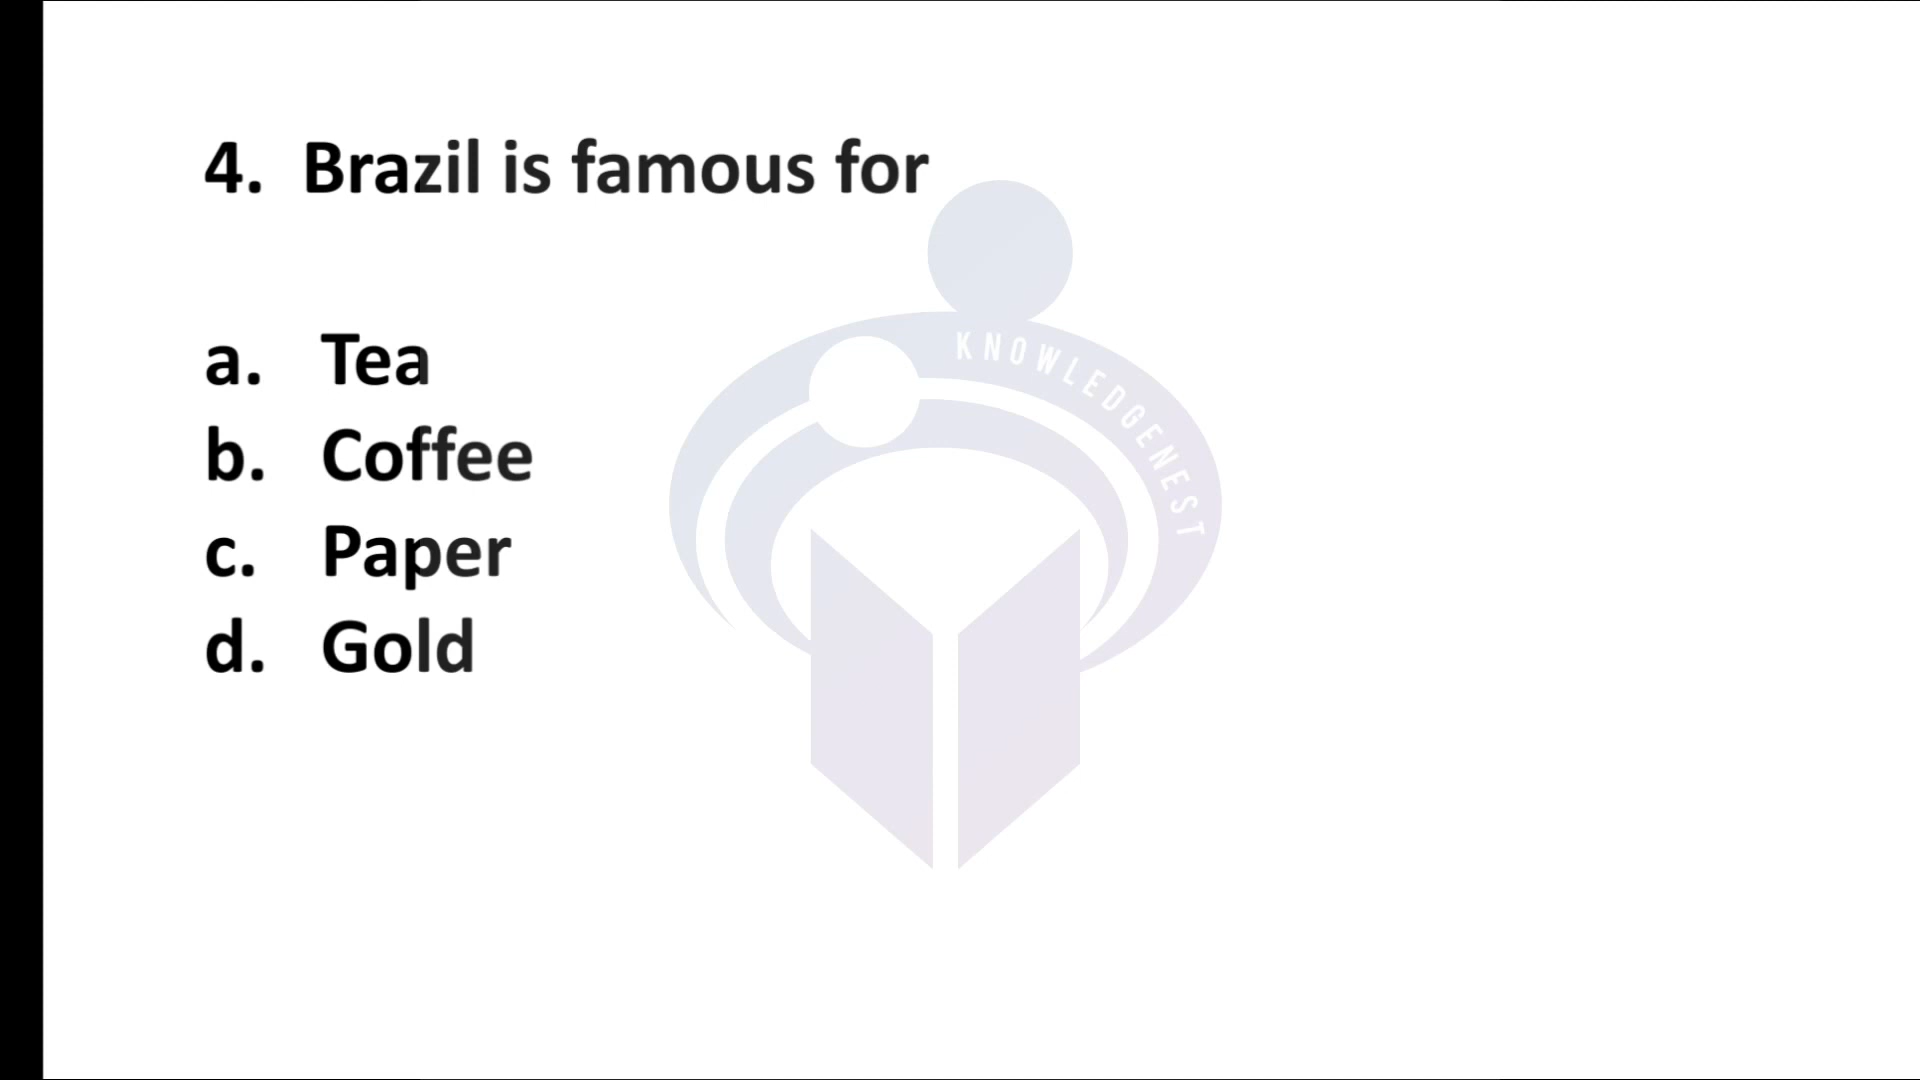 4. Brazil is famous for
KNOWLEDGENEST
a. Tea
b. Coffee
c. Paper
d. Gold